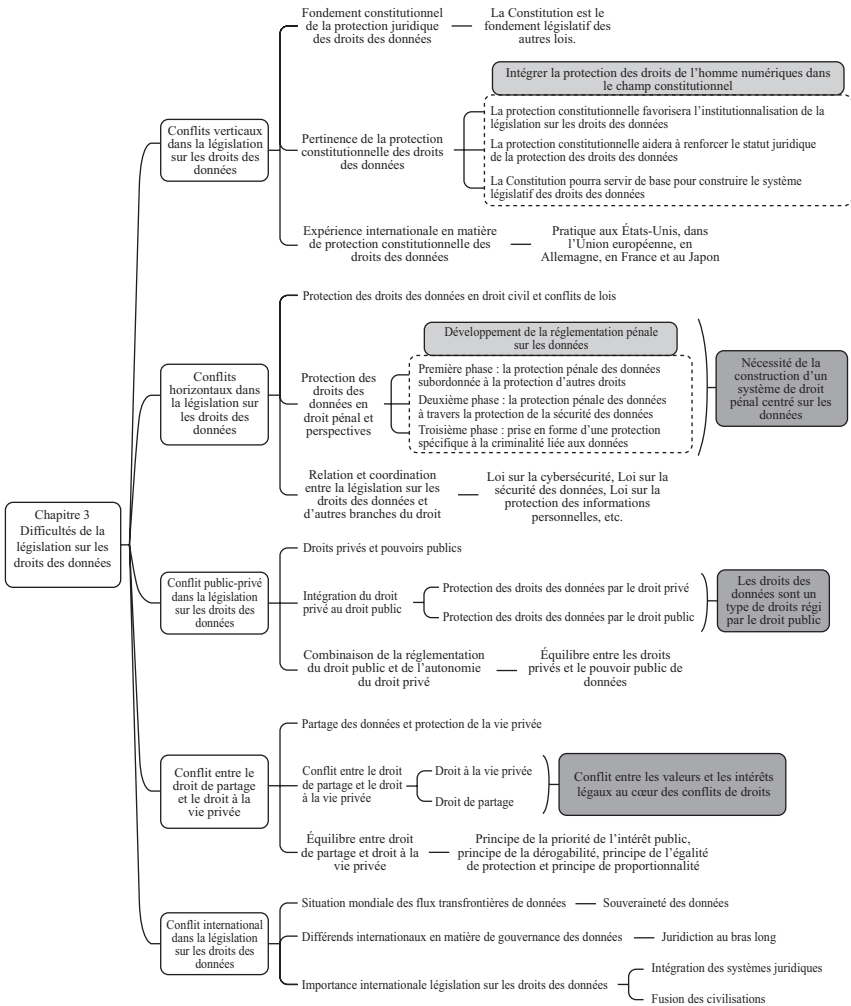 Chapitre 3
Difficultés de la
législation sur les
droits des données
Conflits verticaux
dans la législation
sur les droits des
données
Fondement constitutionnel
de la protection juridique
des droits des données
La Constitution est le
fondement législatif des
autres lois.
Pertinence de la protection
constitutionnelle des droits
des données
Intégrer la protection des droits de l'homme numériques dans
le champ constitutionnel
La protection constitutionnelle favorisera l'institutionnalisation de la
législation sur les droits des données
La protection constitutionnelle aidera à renforcer le statut juridique
de la protection des droits des données
La Constitution pourra servir de base pour construire le système
législatif des droits des données
Expérience internationale en matière
de protection constitutionnelle des
droits des données
Pratique aux États-Unis, dans
l'Union européenne, en
Allemagne, en France et au Japon
Conflits
horizontaux dans
la législation sur
les droits des
données
Protection des droits des données en droit civil et conflits de lois
Protection des
droits des
données en
droit pénal et
perspectives
Développement de la réglementation pénale
sur les données
Première phase : la protection pénale des données
subordonnée à la protection d'autres droits
Deuxième phase : la protection pénale des données
à travers la protection de la sécurité des données
Troisième phase : prise en forme d'une protection
spécifique à la criminalité liée aux données
Nécessité de la
construction d'un
système de droit
pénal centré sur les
données
Relation et coordination
entre la législation sur les
droits des données et
d'autres branches du droit
Loi sur la cybersécurité, Loi sur la
sécurité des données, Loi sur la
protection des informations
personnelles, etc.
Conflit public-privé
dans la législation
sur les droits des
données
Droits privés et pouvoirs publics
Intégration du droit
privé au droit public
Protection des droits des données par le droit privé
Protection des droits des données par le droit public
Les droits des
données sont un
type de droits régi
par le droit public
Combinaison de la réglementation
du droit public et de l'autonomie
du droit privé
Équilibre entre les droits
privés et le pouvoir public de
données
Conflit entre le
droit de partage
et le droit à la
vie privée
Partage des données et protection de la vie privée
Conflit entre le droit
de partage et le droit
à la vie privée
Droit à la vie privée
Droit de partage
Conflit entre les valeurs et les intérêts
légaux au cœur des conflits de droits
Équilibre entre droit
de partage et droit à la
vie privée
Principe de la priorité de l'intérêt public,
principe de la dérogabilité, principe de l'égalité
de protection et principe de proportionnalité
Conflit international
dans la législation
sur les droits des
données
Situation mondiale des flux transfrontières de données
Souveraineté des données
Différends internationaux en matière de gouvernance des données
Juridiction au bras long
Importance internationale législation sur les droits des données
Intégration des systèmes juridiques
Fusion des civilisations